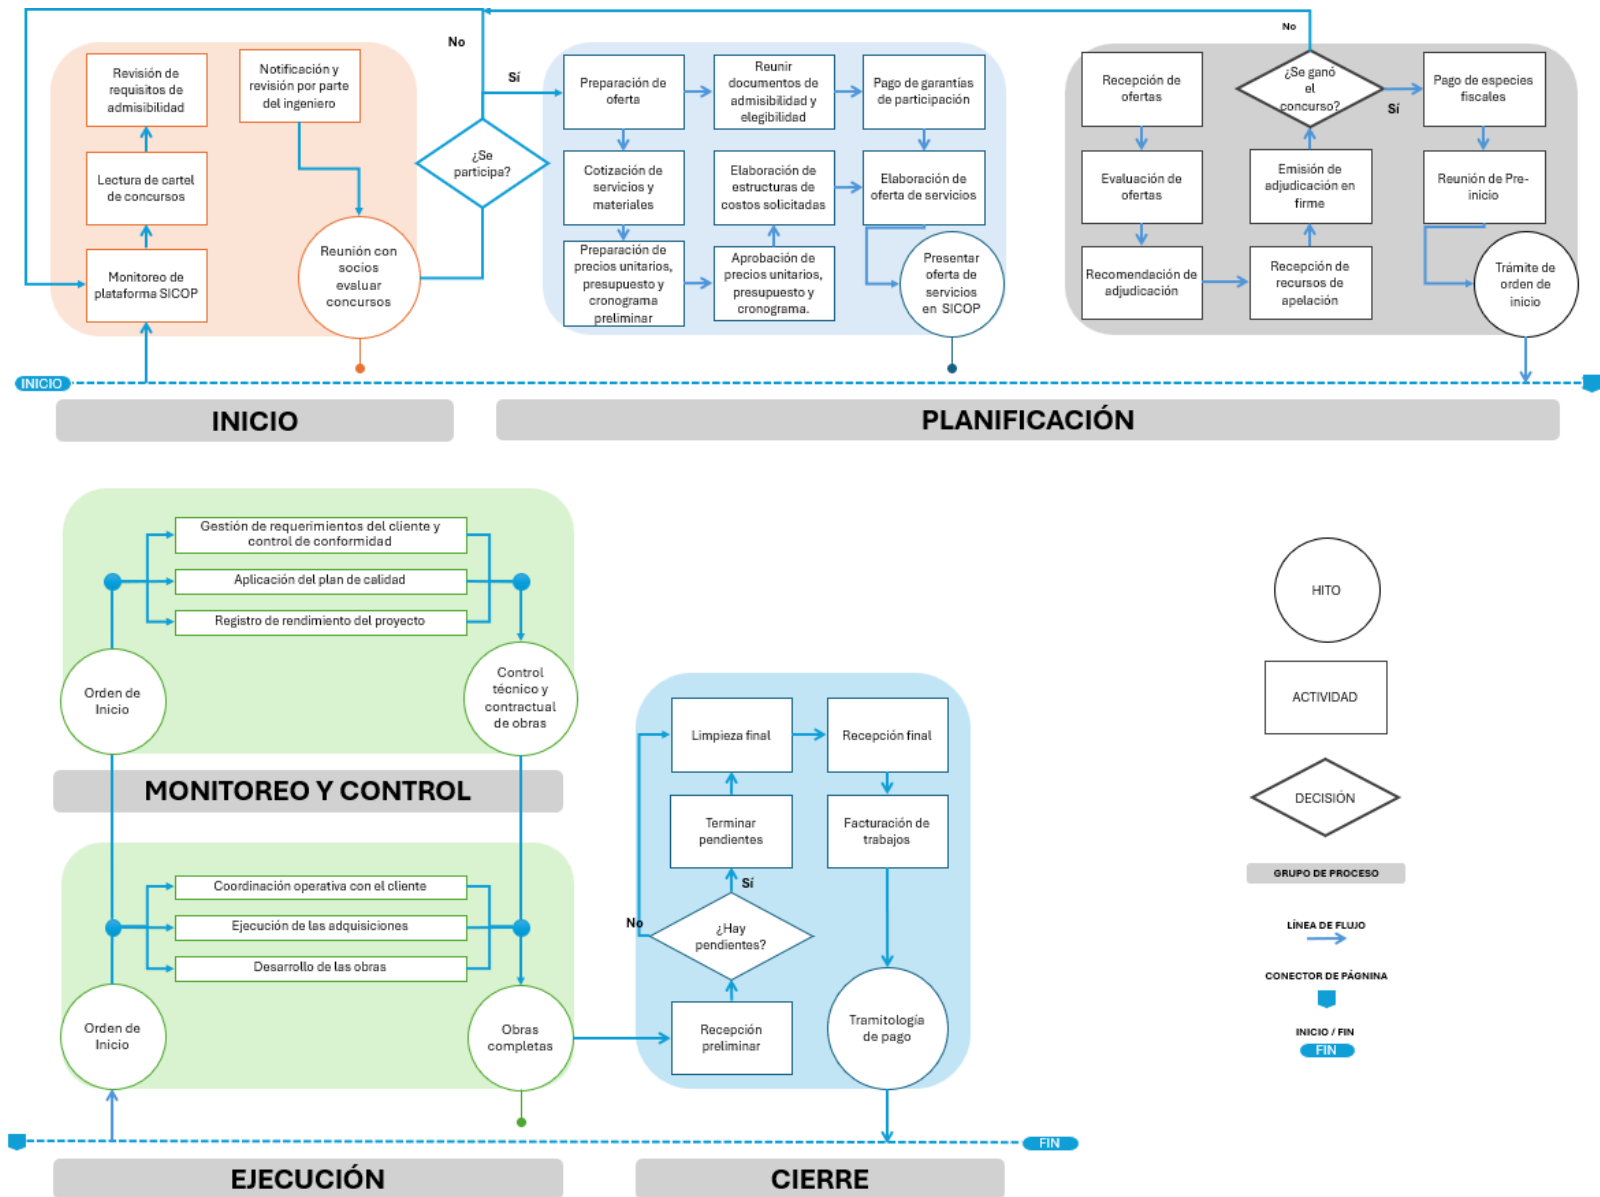 No
Sí
No
Sí
Revisión de
requisitos de
admisibilidad
Notificación y
revisión por parte
del ingeniero
Lectura de cartel
de concursos
Monitoreo de
plataforma SICOP
Reunión con
socios
evaluar
concursos
¿Se
participa?
Preparación de
oferta
Reunir
documentos de
admisibilidad y
elegibilidad
Pago de garantías
de participación
Cotización de
servicios y
materiales
Elaboración de
estructuras de
costos solicitadas
Elaboración de
oferta de servicios
Preparación de
precios unitarios,
presupuesto y
cronograma
preliminar
Aprobación de
precios unitarios,
presupuesto y
cronograma.
Presentar
oferta de
servicios
en SICOP
Recepción de
ofertas
¿Se ganó
el
concurso?
Pago de especies
fiscales
Evaluación de
ofertas
Emisión de
adjudicación en
firme
Reunión de Pre-
inicio
Recomendación de
adjudicación
Recepción de
recursos de
apelación
Trámite de
orden de
inicio
INICIO
INICIO
PLANIFICACIÓN
Gestión de requerimientos del cliente y
control de conformidad
Aplicación del plan de calidad
Registro de rendimiento del proyecto
Orden de
Inicio
Control
técnico y
contractual
de obras
MONITOREO Y CONTROL
Coordinación operativa con el cliente
Ejecución de las adquisiciones
Desarrollo de las obras
Orden de
Inicio
Obras
completas
Limpieza final
Recepción final
Terminar
pendientes
Facturación de
trabajos
Sí
No
¿Hay
pendientes?
Recepción
preliminar
Tramitología
de pago
HITO
ACTIVIDAD
DECISIÓN
GRUPO DE PROCESO
LÍNEA DE FLUJO
CONECTOR DE PÁGNINA
INICIO / FIN
FIN
FIN
EJECUCIÓN
CIERRE